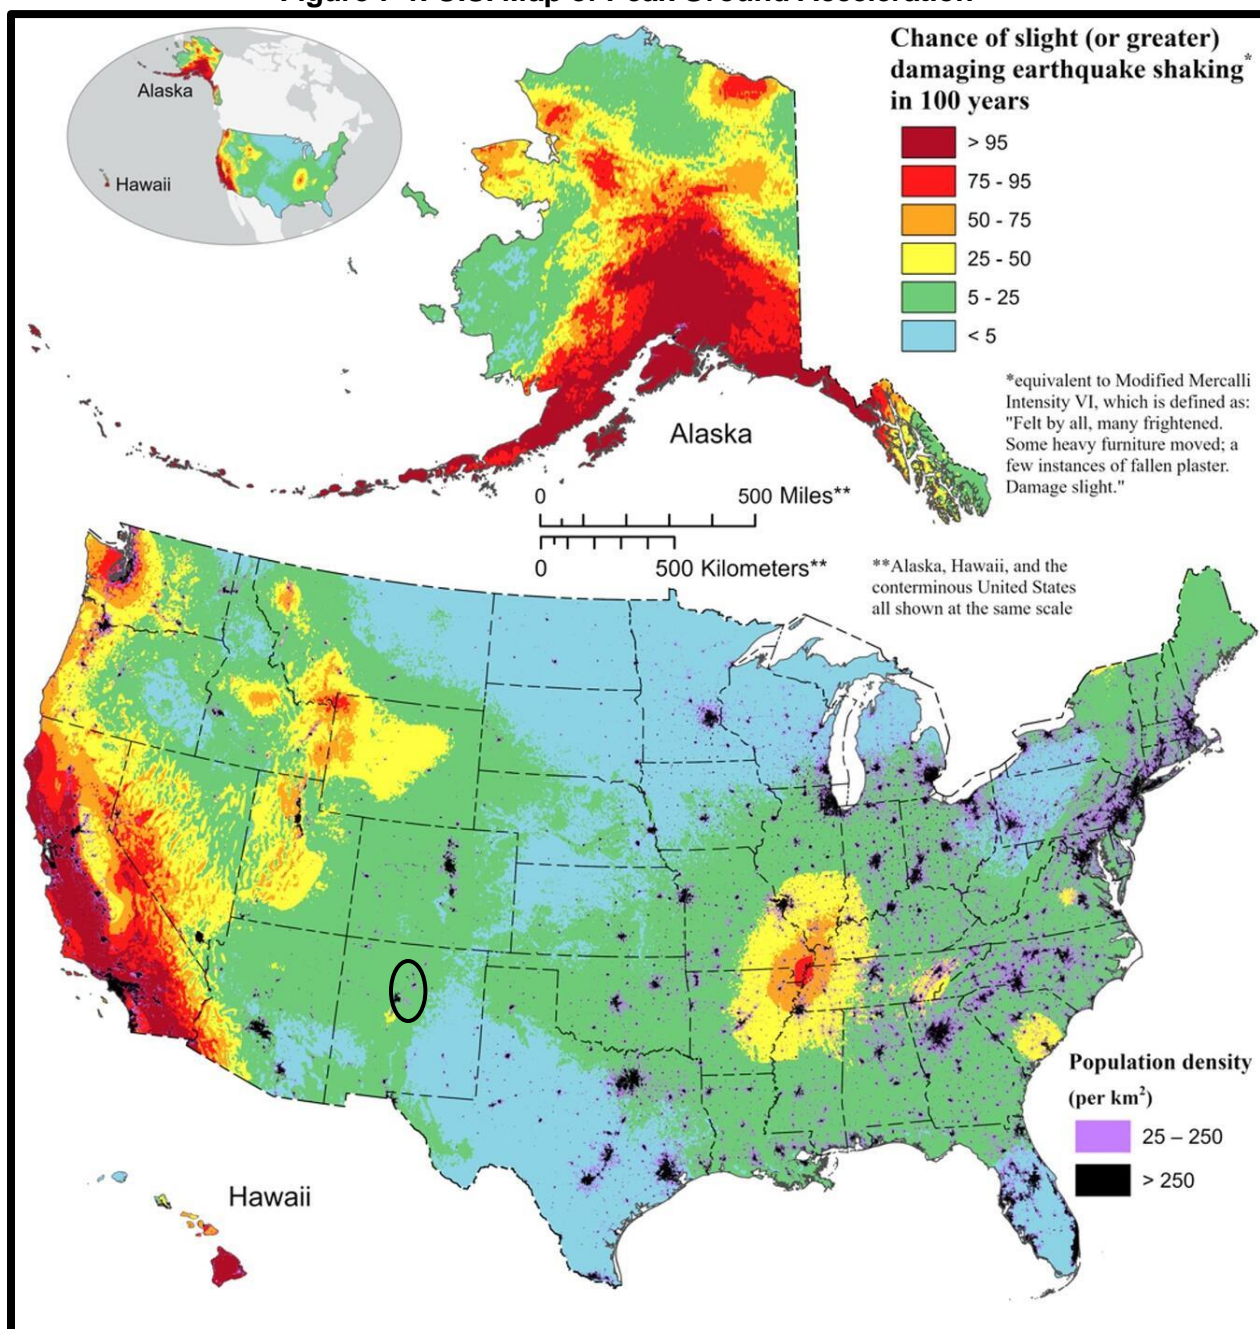 Chance of slight (or greater)
damaging earthquake shaking*
in 100 years
> 95
75 - 95
50 - 75
25 - 50
5 - 25
< 5
*equivalent to Modified Mercalli
Intensity VI, which is defined as:
"Felt by all, many frightened.
Some heavy furniture moved; a
few instances of fallen plaster.
Damage slight."
Alaska
Hawaii
Alaska
0 500 Miles**
0 500 Kilometers**
**Alaska, Hawaii, and the
conterminous United States
all shown at the same scale
Hawaii
Population density
(per km²)
25 – 250
> 250